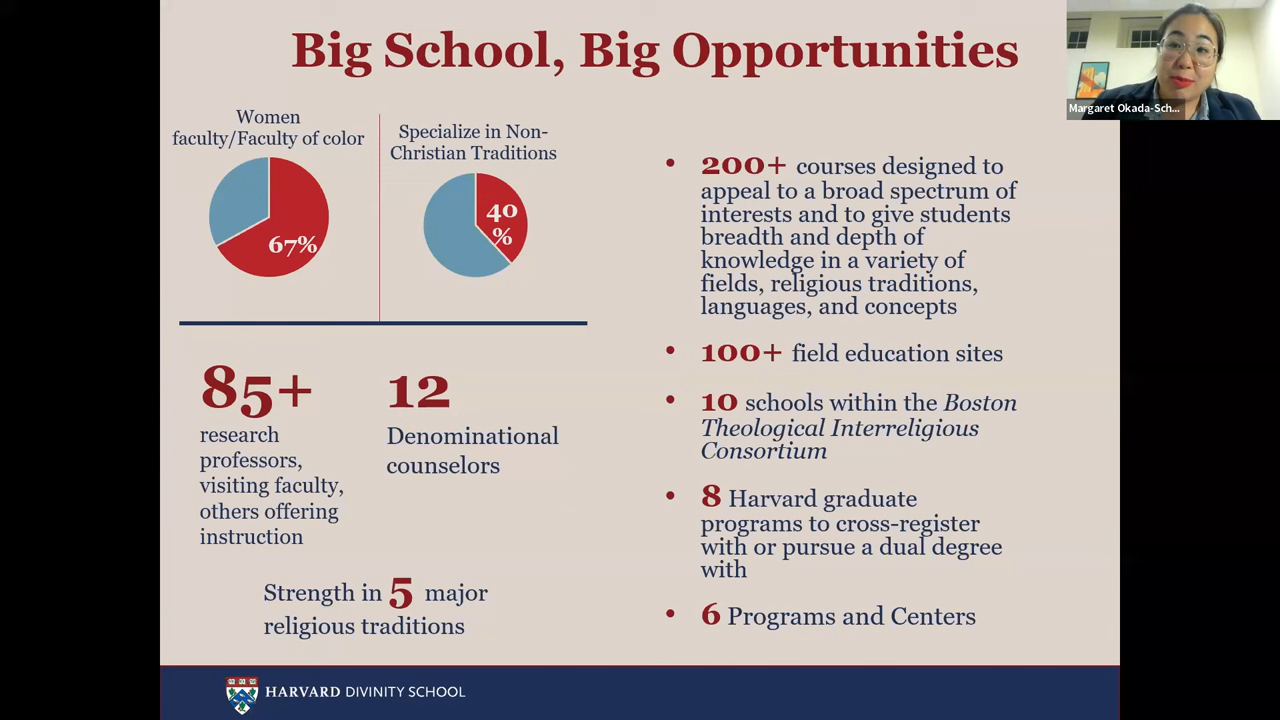 Big School, Big Opportunities
Margaret Okada-Sch...
Women
faculty/Faculty of color
67%
Specialize in Non-
Christian Traditions
40
%
85+
research
professors,
visiting faculty,
others offering
instruction
12
Denominational
counselors
Strength in 5 major
religious traditions
• 200+ courses designed to
appeal to a broad spectrum of
interests and to give students
breadth and depth of
knowledge in a variety of
fields, religious traditions,
languages, and concepts
• 100+ field education sites
• 10 schools within the Boston
Theological Interreligious
Consortium
• 8 Harvard graduate
programs to cross-register
with or pursue a dual degree
with
• 6 Programs and Centers
HARVARD DIVINITY SCHOOL